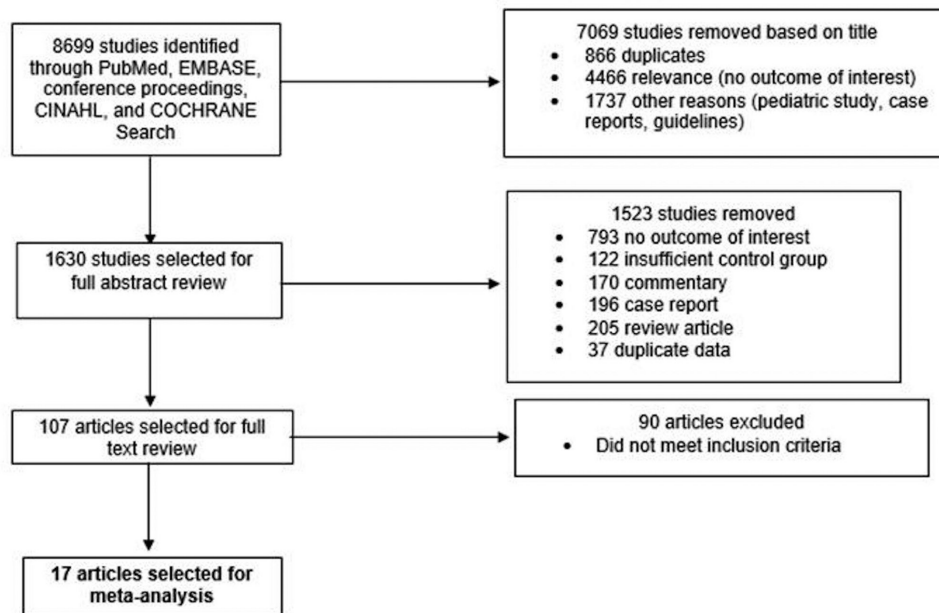 8699 studies identified
through PubMed, EMBASE,
conference proceedings,
CINAHL, and COCHRANE
Search
7069 studies removed based on title
• 866 duplicates
• 4466 relevance (no outcome of interest)
• 1737 other reasons (pediatric study, case
reports, guidelines)
1630 studies selected for
full abstract review
1523 studies removed
• 793 no outcome of interest
• 122 insufficient control group
• 170 commentary
• 196 case report
• 205 review article
• 37 duplicate data
107 articles selected for full
text review
90 articles excluded
• Did not meet inclusion criteria
17 articles selected for
meta-analysis